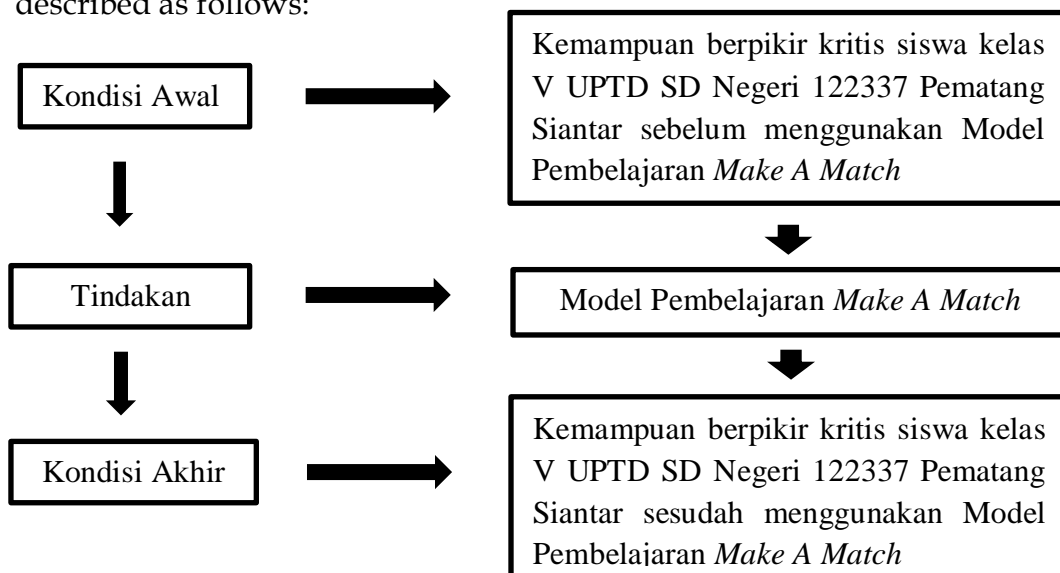 described as follows:
Kondisi Awal
Kemampuan berpikir kritis siswa kelas
V UPTD SD Negeri 122337 Pematang
Siantar sebelum menggunakan Model
Pembelajaran Make A Match
Tindakan
Model Pembelajaran Make A Match
Kondisi Akhir
Kemampuan berpikir kritis siswa kelas
V UPTD SD Negeri 122337 Pematang
Siantar sesudah menggunakan Model
Pembelajaran Make A Match